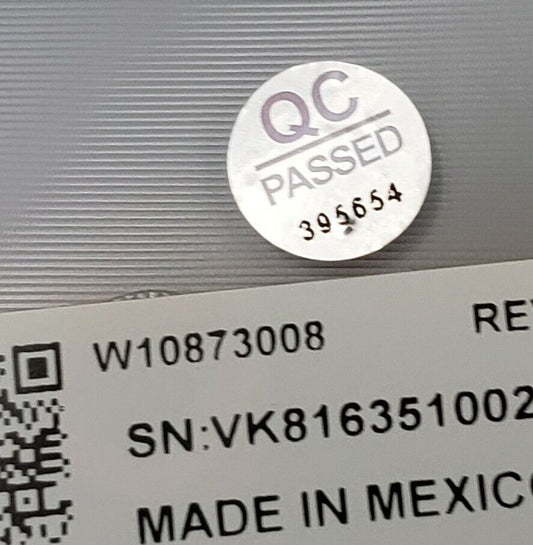 QC
PASSED
395654
W10873008
SN:VK816351002
MADE IN MEXICO